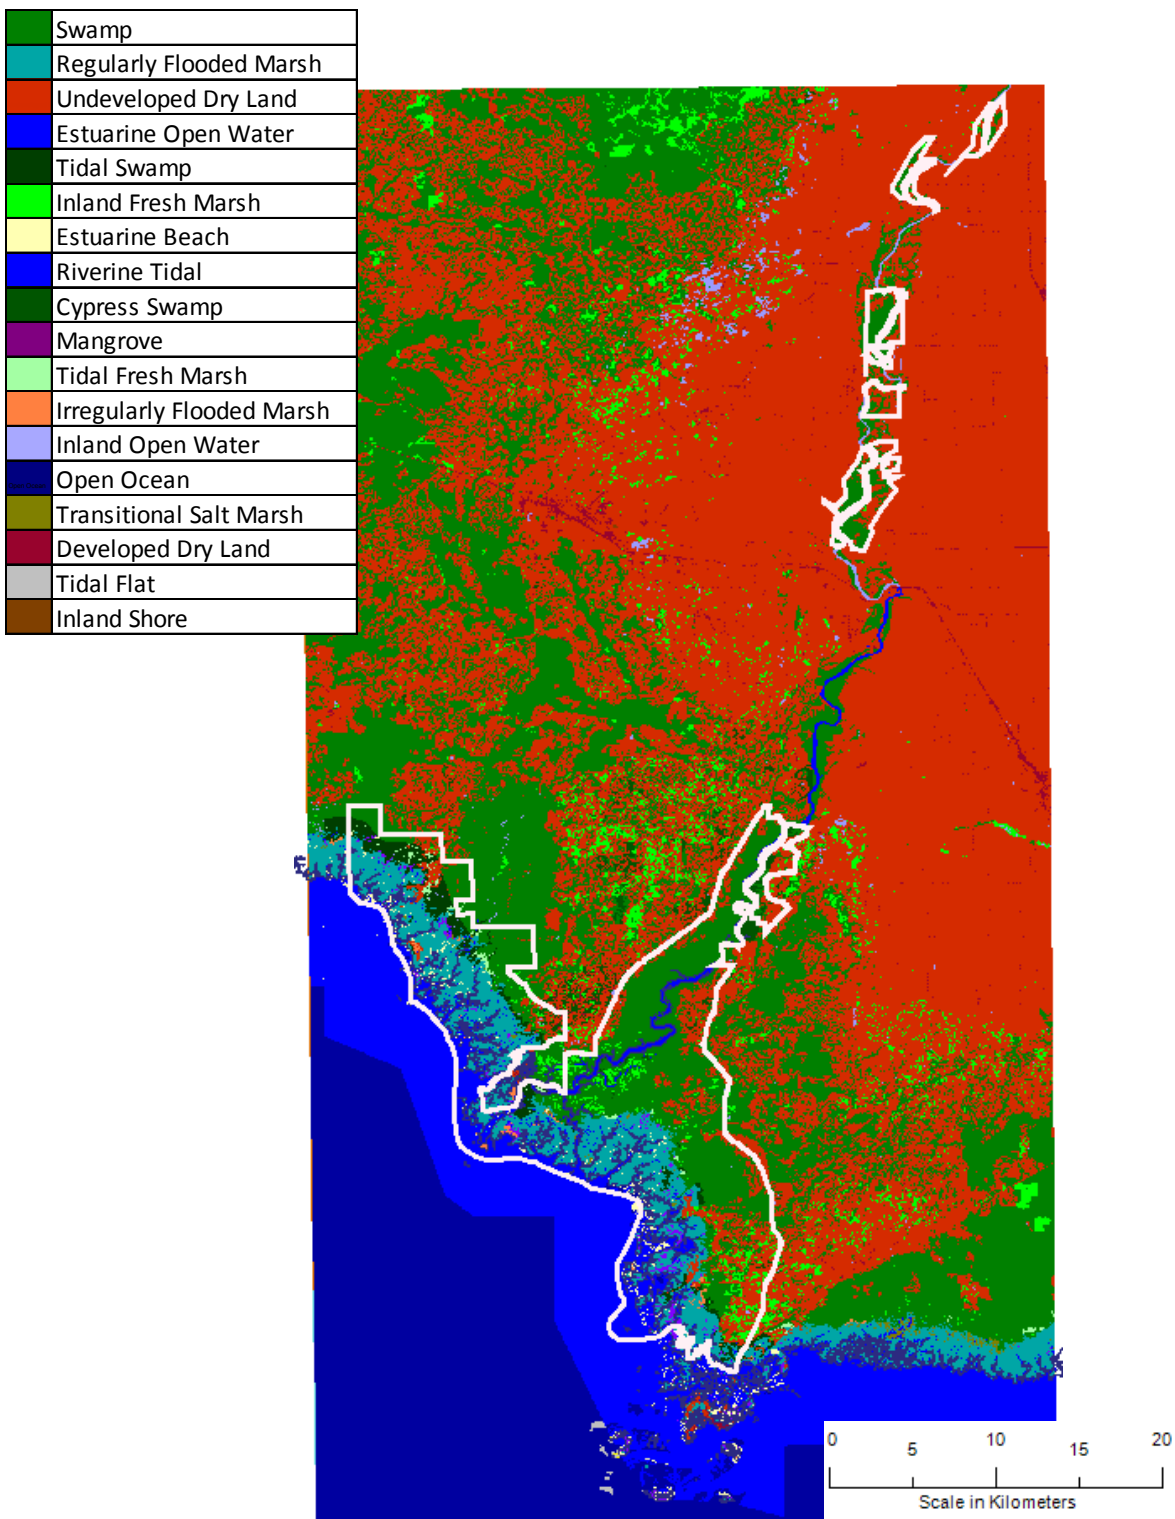 Swamp
Regularly Flooded Marsh
Undeveloped Dry Land
Estuarine Open Water
Tidal Swamp
Inland Fresh Marsh
Estuarine Beach
Riverine Tidal
Cypress Swamp
Mangrove
Tidal Fresh Marsh
Irregularly Flooded Marsh
Inland Open Water
Open Ocean
Transitional Salt Marsh
Developed Dry Land
Tidal Flat
Inland Shore
0 5 10 15 20
Scale in Kilometers